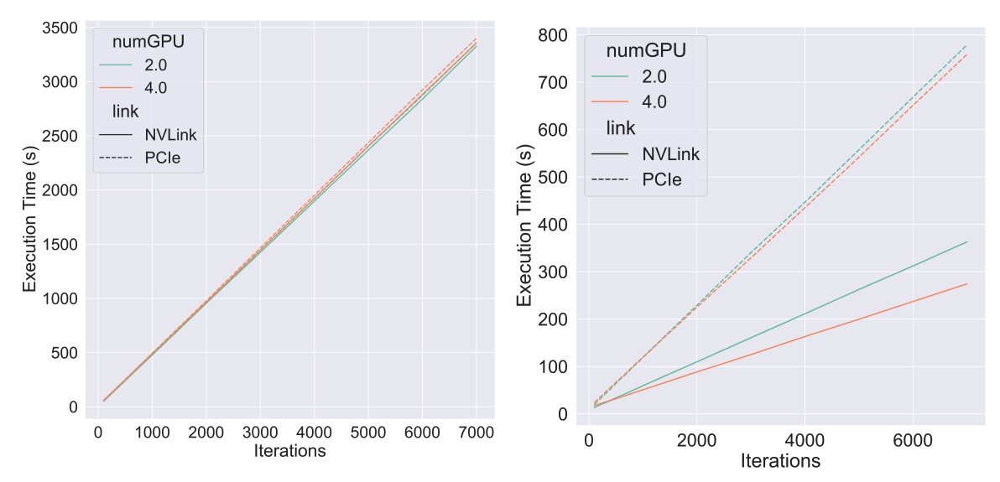 3500
3000
2500
2000
1500
1000
500
0
Execution Time (s)
numGPU
2.0
4.0
link
NVLink
PCIe
0 1000 2000 3000 4000 5000 6000 7000
Iterations
800
700
600
500
400
300
200
100
0
Execution Time (s)
numGPU
2.0
4.0
link
NVLink
PCIe
0 2000 4000 6000
Iterations